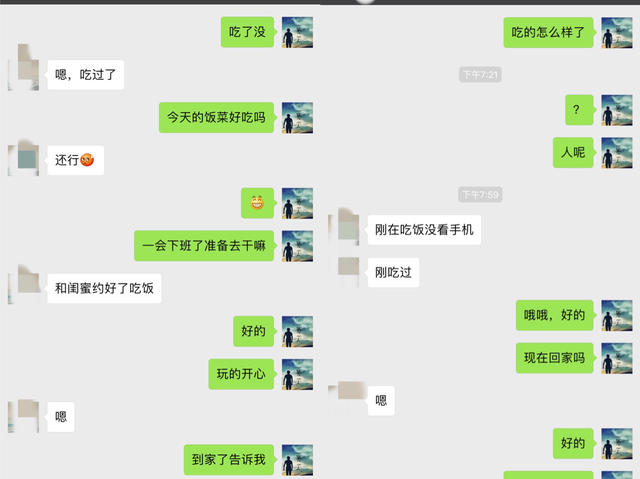 吃了没
嗯，吃过了
今天的饭菜好吃吗
还行
一会下班了准备去干嘛
和闺蜜约好了吃饭
好的
玩的开心
嗯
到家了告诉我
吃的怎么样了
下午7:21
？
人呢
下午7:59
刚在吃饭没看手机
刚吃过
哦哦，好的
现在回家吗
嗯
好的